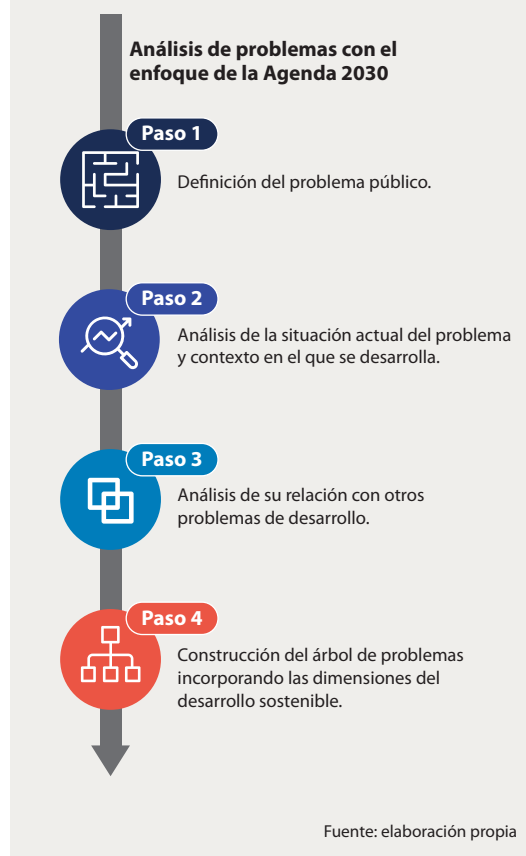 Análisis de problemas con el
enfoque de la Agenda 2030
Paso 1
Definición del problema público.
Paso 2
Análisis de la situación actual del problema
y contexto en el que se desarrolla.
Paso 3
Análisis de su relación con otros
problemas de desarrollo.
Paso 4
Construcción del árbol de problemas
incorporando las dimensiones del
desarrollo sostenible.
Fuente: elaboración propia